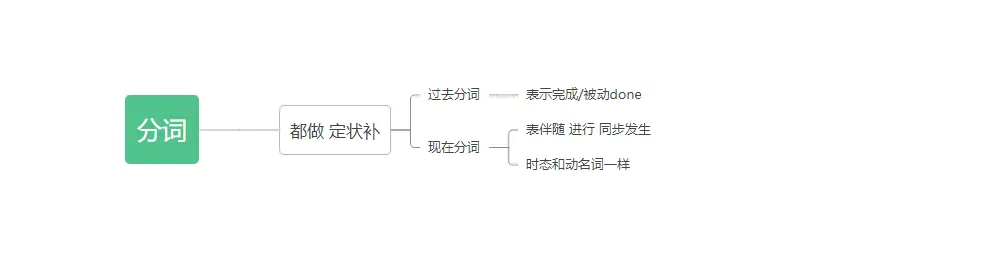 分词
都做 定状补
过去分词
表示完成/被动done
现在分词
表伴随 进行 同步发生
时态和动名词一样